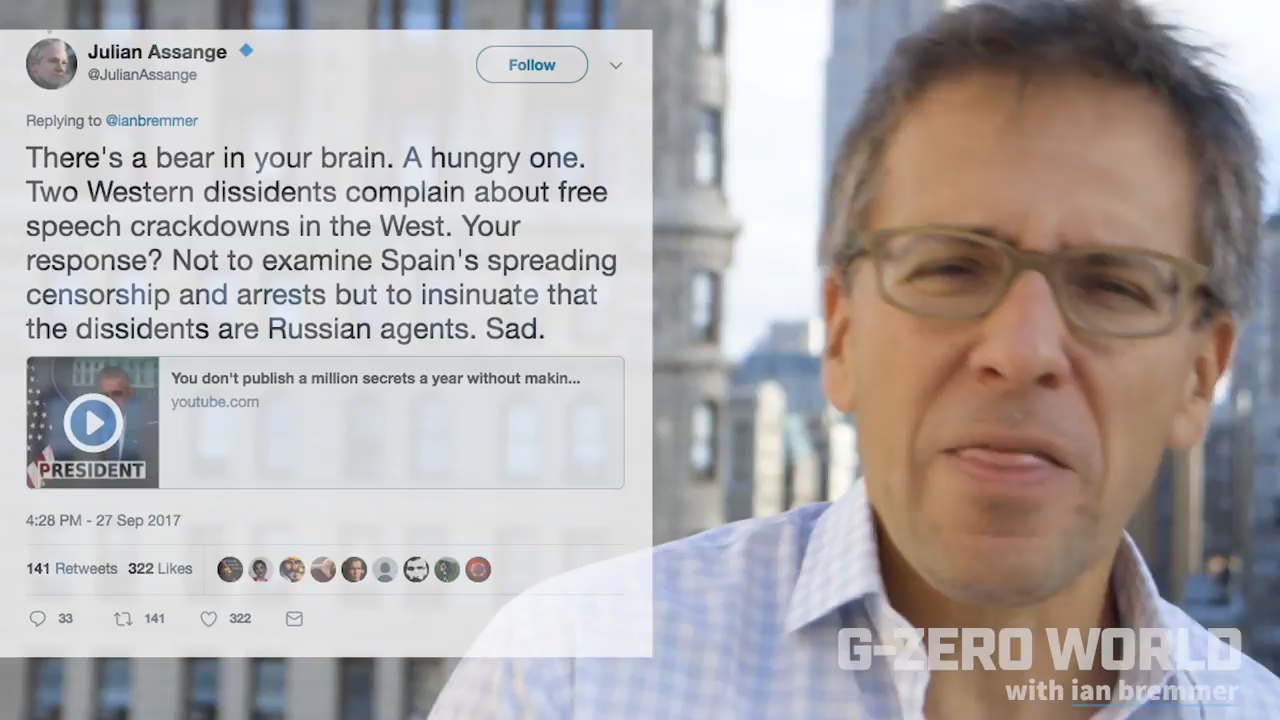 Julian Assange
@JulianAssange
Follow
Replying to @ianbremmer
There's a bear in your brain. A hungry one.
Two Western dissidents complain about free
speech crackdowns in the West. Your
response? Not to examine Spain's spreading
censorship and arrests but to insinuate that
the dissidents are Russian agents. Sad.
You don't publish a million secrets a year without makin...
youtube.com
PRESIDENT
4:28 PM - 27 Sep 2017
141 Retweets 322 Likes
33 141 322
G-ZERO WORLD
with ian bremmer